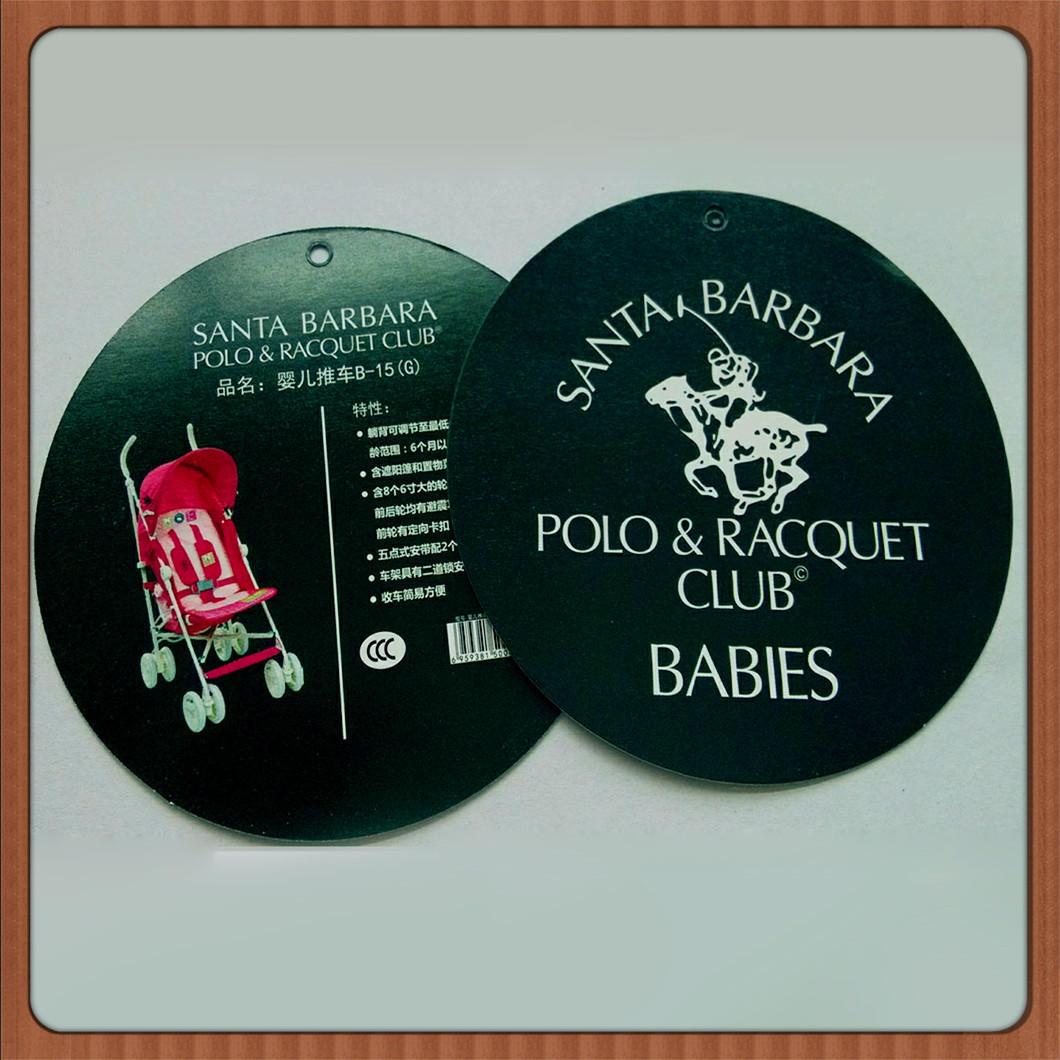 SANTA BARBARA
POLO & RACQUET CLUB®
品名：婴儿推车B-15(G)
特性：
● 躺背可调节至最低
龄范围：6个月以
● 含遮阳篷和置物
● 含8个6寸大的轮
前后轮均有避震
前轮有定向卡扣
● 五点式安带配2个
● 车架具有二道锁安
● 收车简易方便
CCC
6 959381 500
SANTA BARBARA
POLO & RACQUET
CLUB©
BABIES